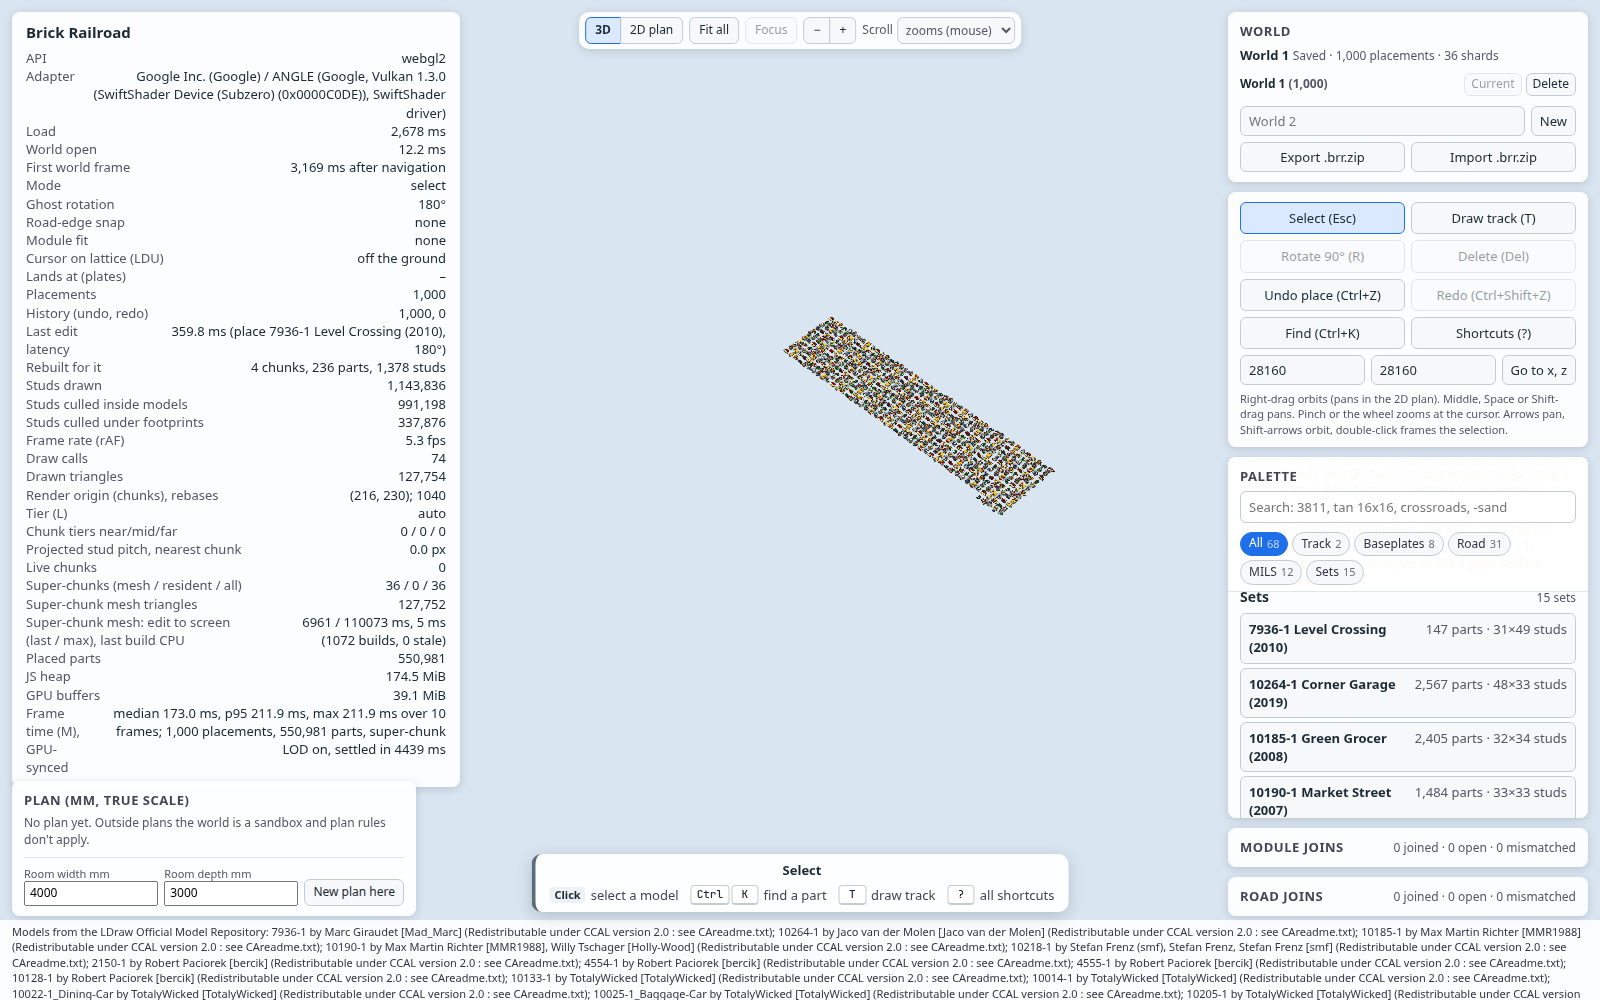 Brick Railroad
API webgl2
Adapter Google Inc. (Google) / ANGLE (Google, Vulkan 1.3.0
(SwiftShader Device (Subzero) (0x0000C0DE)), SwiftShader
driver)
Load 2,678 ms
World open 12.2 ms
First world frame 3,169 ms after navigation
Mode select
Ghost rotation 180°
Road-edge snap none
Module fit none
Cursor on lattice (LDU) off the ground
Lands at (plates) –
Placements 1,000
History (undo, redo) 1,000, 0
Last edit 359.8 ms (place 7936-1 Level Crossing (2010),
latency 180°)
Rebuilt for it 4 chunks, 236 parts, 1,378 studs
Studs drawn 1,143,836
Studs culled inside models 991,198
Studs culled under footprints 337,876
Frame rate (rAF) 5.3 fps
Draw calls 74
Drawn triangles 127,754
Render origin (chunks), rebases (216, 230); 1040
Tier (L) auto
Chunk tiers near/mid/far 0 / 0 / 0
Projected stud pitch, nearest chunk 0.0 px
Live chunks 0
Super-chunks (mesh / resident / all) 36 / 0 / 36
Super-chunk mesh triangles 127,752
Super-chunk mesh: edit to screen 6961 / 110073 ms, 5 ms
(last / max), last build CPU (1072 builds, 0 stale)
Placed parts 550,981
JS heap 174.5 MiB
GPU buffers 39.1 MiB
Frame median 173.0 ms, p95 211.9 ms, max 211.9 ms over 10
time (M), frames; 1,000 placements, 550,981 parts, super-chunk
GPU- LOD on, settled in 4439 ms
synced
PLAN (MM, TRUE SCALE)
No plan yet. Outside plans the world is a sandbox and plan rules
don't apply.
Room width mm Room depth mm
4000 3000 New plan here
3D 2D plan Fit all Focus − + Scroll zooms (mouse)
Select
Click select a model Ctrl K find a part T draw track ? all shortcuts
WORLD
World 1 Saved · 1,000 placements · 36 shards
World 1 (1,000) Current Delete
World 2 New
Export .brr.zip Import .brr.zip
Select (Esc) Draw track (T)
Rotate 90° (R) Delete (Del)
Undo place (Ctrl+Z) Redo (Ctrl+Shift+Z)
Find (Ctrl+K) Shortcuts (?)
28160 28160 Go to x, z
Right-drag orbits (pans in the 2D plan). Middle, Space or Shift-
drag pans. Pinch or the wheel zooms at the cursor. Arrows pan,
Shift-arrows orbit, double-click frames the selection.
PALETTE
Search: 3811, tan 16x16, crossroads, -sand
All 68 Track 2 Baseplates 8 Road 31
MILS 12 Sets 15
Sets 15 sets
7936-1 Level Crossing 147 parts · 31×49 studs
(2010)
10264-1 Corner Garage 2,567 parts · 48×33 studs
(2019)
10185-1 Green Grocer 2,405 parts · 32×34 studs
(2008)
10190-1 Market Street 1,484 parts · 33×33 studs
(2007)
MODULE JOINS 0 joined · 0 open · 0 mismatched
ROAD JOINS 0 joined · 0 open · 0 mismatched
Models from the LDraw Official Model Repository: 7936-1 by Marc Giraudet [Mad_Marc] (Redistributable under CCAL version 2.0 : see CAreadme.txt); 10264-1 by Jaco van der Molen [Jaco van der Molen] (Redistributable under CCAL version 2.0 : see CAreadme.txt); 10185-1 by Max Martin Richter [MMR1988]
(Redistributable under CCAL version 2.0 : see CAreadme.txt); 10190-1 by Max Martin Richter [MMR1988], Willy Tschager [Holly-Wood] (Redistributable under CCAL version 2.0 : see CAreadme.txt); 10218-1 by Stefan Frenz (smf), Stefan Frenz, Stefan Frenz [smf] (Redistributable under CCAL version 2.0 : see
CAreadme.txt); 2150-1 by Robert Paciorek [bercik] (Redistributable under CCAL version 2.0 : see CAreadme.txt); 4554-1 by Robert Paciorek [bercik] (Redistributable under CCAL version 2.0 : see CAreadme.txt); 4555-1 by Robert Paciorek [bercik] (Redistributable under CCAL version 2.0 : see CAreadme.txt);
10128-1 by Robert Paciorek [bercik] (Redistributable under CCAL version 2.0 : see CAreadme.txt); 10133-1 by TotalyWicked [TotalyWicked] (Redistributable under CCAL version 2.0 : see CAreadme.txt); 10014-1 by TotalyWicked [TotalyWicked] (Redistributable under CCAL version 2.0 : see CAreadme.txt);
10022-1_Dining-Car by TotalyWicked [TotalyWicked] (Redistributable under CCAL version 2.0 : see CAreadme.txt); 10025-1_Baggage-Car by TotalyWicked [TotalyWicked] (Redistributable under CCAL version 2.0 : see CAreadme.txt); 10205-1 by TotalyWicked [TotalyWicked] (Redistributable under CCAL version